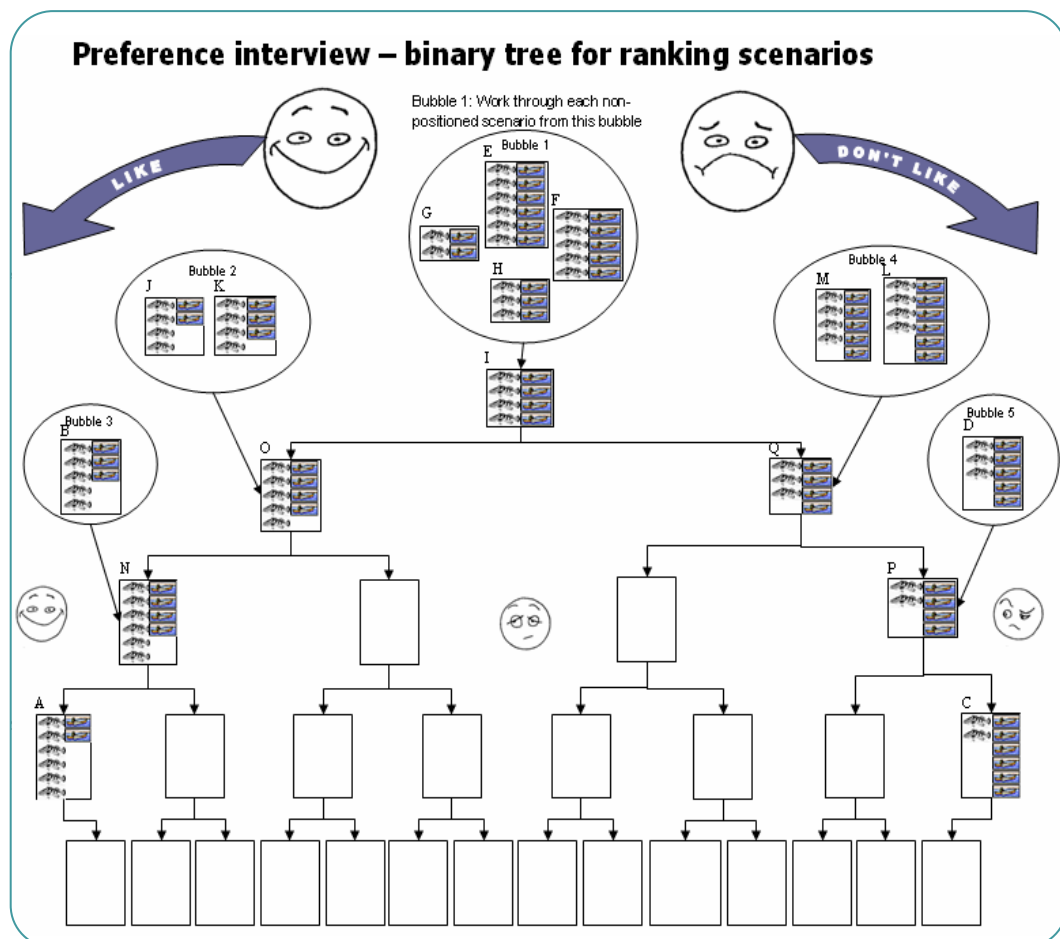 Preference interview – binary tree for ranking scenarios
Bubble 1: Work through each non-
positioned scenario from this bubble
LIKE
DON'T LIKE
Bubble 1
E
G
F
H
Bubble 2
J
K
Bubble 4
M
L
I
Bubble 3
B
Bubble 5
D
O
Q
N
P
A
C